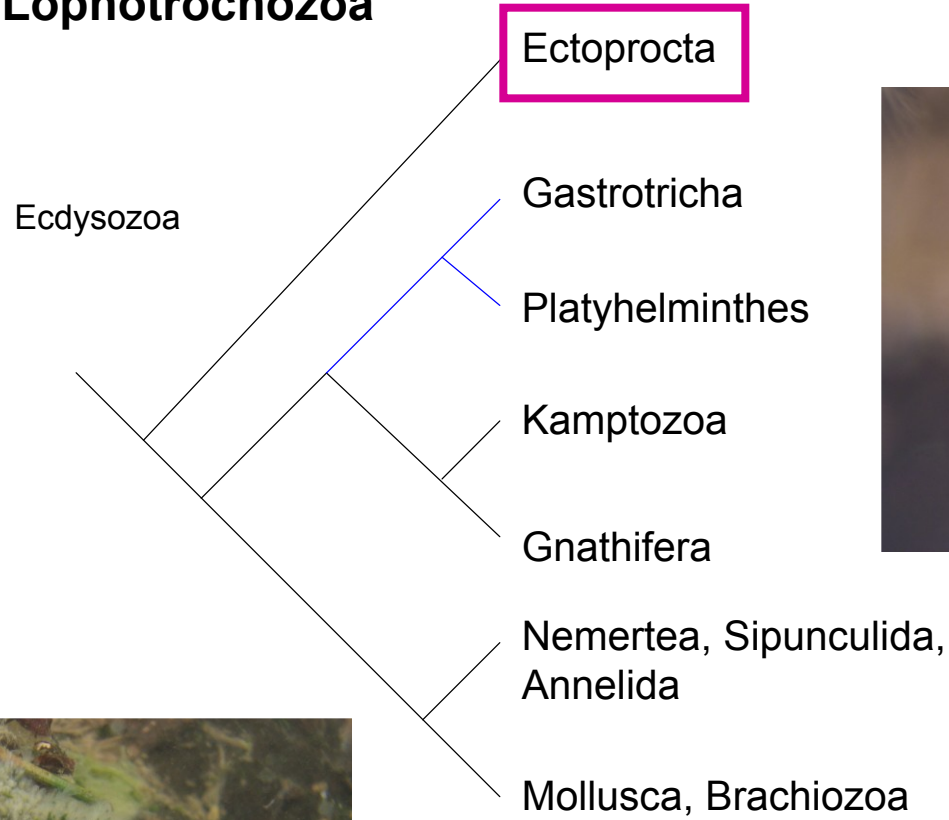 Lophotrochozoa
Ectoprocta
Gastrotricha
Ecdysozoa
Platyhelminthes
Kamptozoa
Gnathifera
Nemertea, Sipunculida,
Annelida
Mollusca, Brachiozoa